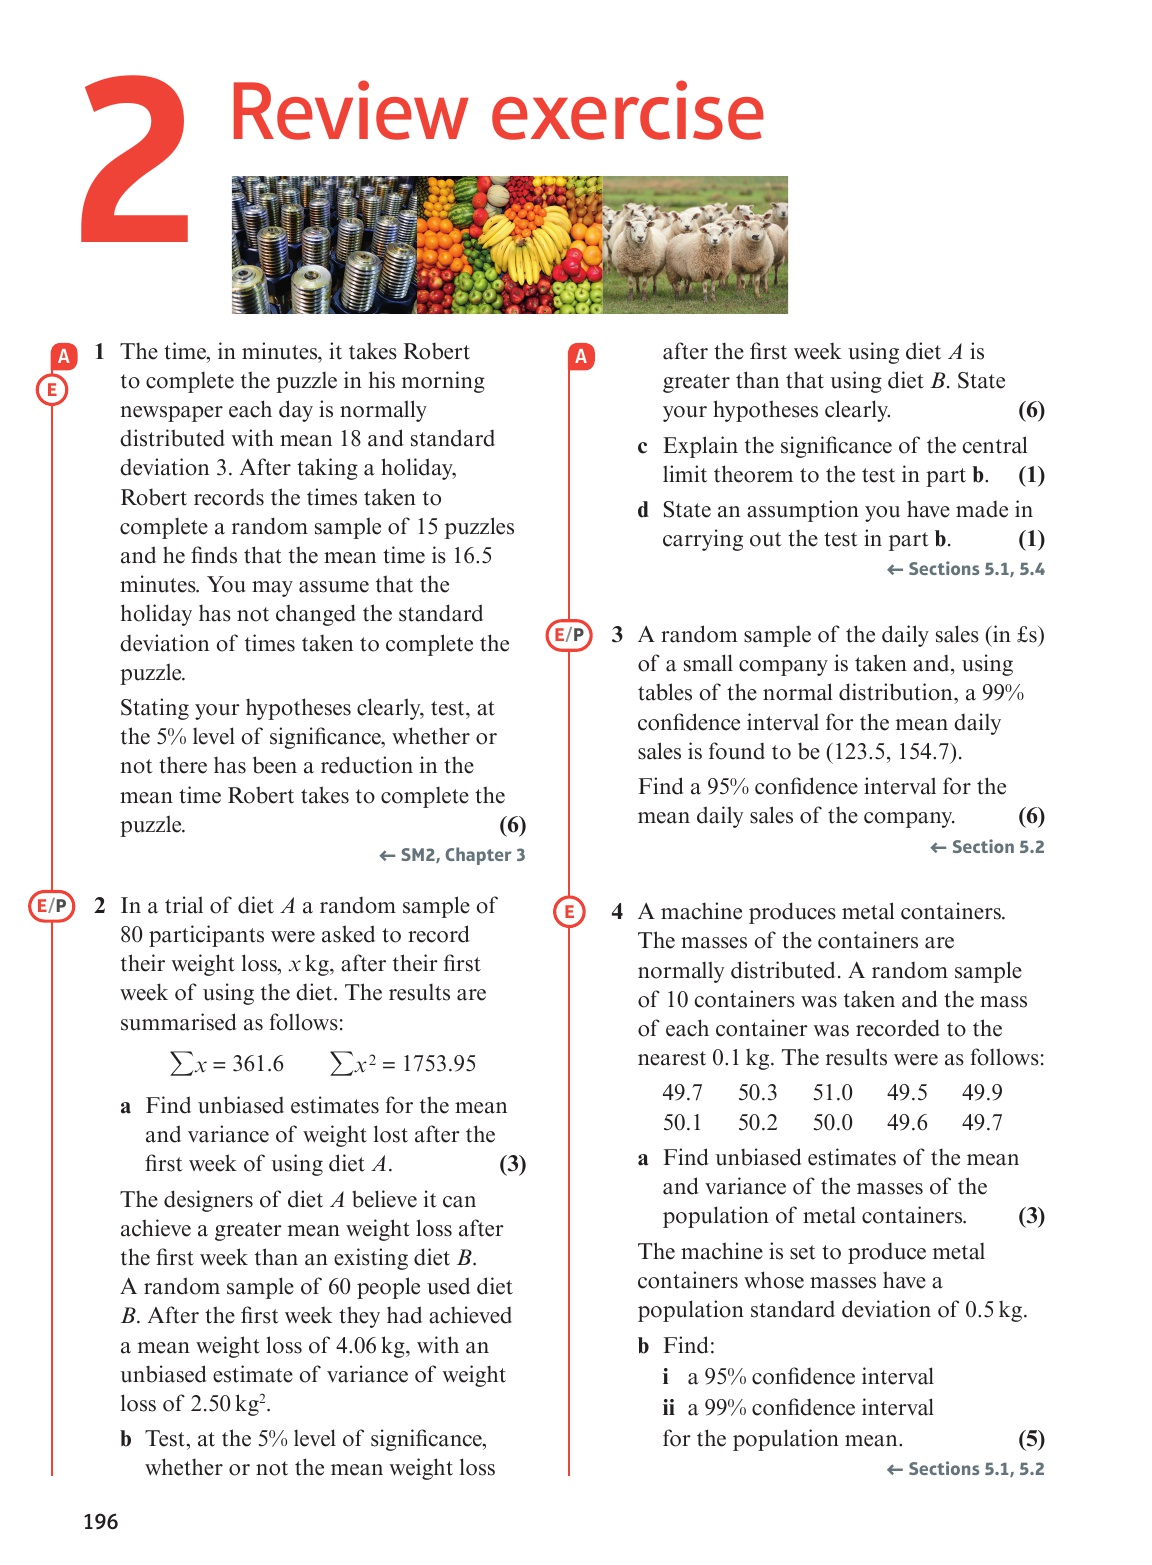 2 Review exercise
A
E
1 The time, in minutes, it takes Robert
to complete the puzzle in his morning
newspaper each day is normally
distributed with mean 18 and standard
deviation 3. After taking a holiday,
Robert records the times taken to
complete a random sample of 15 puzzles
and he finds that the mean time is 16.5
minutes. You may assume that the
holiday has not changed the standard
deviation of times taken to complete the
puzzle.
Stating your hypotheses clearly, test, at
the 5% level of significance, whether or
not there has been a reduction in the
mean time Robert takes to complete the
puzzle. (6)
← SM2, Chapter 3
E/P
2 In a trial of diet A a random sample of
80 participants were asked to record
their weight loss, x kg, after their first
week of using the diet. The results are
summarised as follows:
∑x = 361.6 ∑x² = 1753.95
a Find unbiased estimates for the mean
and variance of weight lost after the
first week of using diet A. (3)
The designers of diet A believe it can
achieve a greater mean weight loss after
the first week than an existing diet B.
A random sample of 60 people used diet
B. After the first week they had achieved
a mean weight loss of 4.06 kg, with an
unbiased estimate of variance of weight
loss of 2.50 kg².
b Test, at the 5% level of significance,
whether or not the mean weight loss
A
after the first week using diet A is
greater than that using diet B. State
your hypotheses clearly. (6)
c Explain the significance of the central
limit theorem to the test in part b. (1)
d State an assumption you have made in
carrying out the test in part b. (1)
← Sections 5.1, 5.4
E/P
3 A random sample of the daily sales (in £s)
of a small company is taken and, using
tables of the normal distribution, a 99%
confidence interval for the mean daily
sales is found to be (123.5, 154.7).
Find a 95% confidence interval for the
mean daily sales of the company. (6)
← Section 5.2
E
4 A machine produces metal containers.
The masses of the containers are
normally distributed. A random sample
of 10 containers was taken and the mass
of each container was recorded to the
nearest 0.1 kg. The results were as follows:
49.7 50.3 51.0 49.5 49.9
50.1 50.2 50.0 49.6 49.7
a Find unbiased estimates of the mean
and variance of the masses of the
population of metal containers. (3)
The machine is set to produce metal
containers whose masses have a
population standard deviation of 0.5 kg.
b Find:
i a 95% confidence interval
ii a 99% confidence interval
for the population mean. (5)
← Sections 5.1, 5.2
196